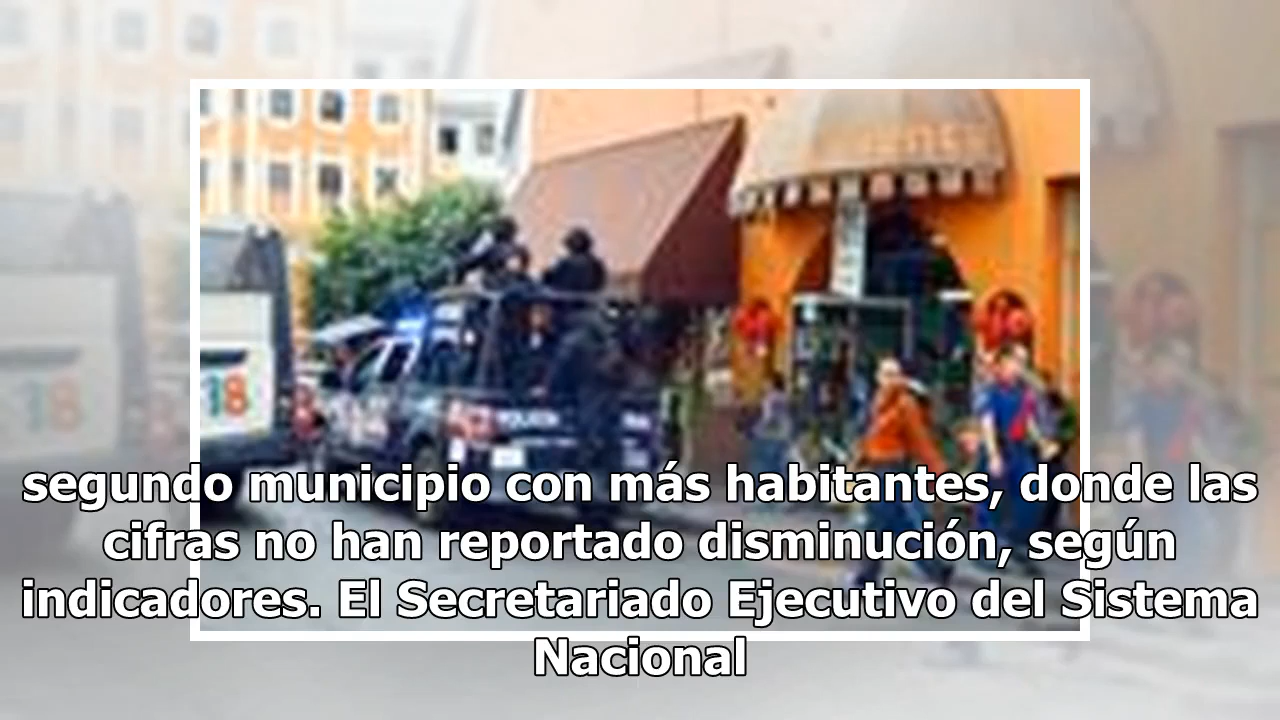 18
segundo municipio con más habitantes, donde las
cifras no han reportado disminución, según
indicadores. El Secretariado Ejecutivo del Sistema
Nacional